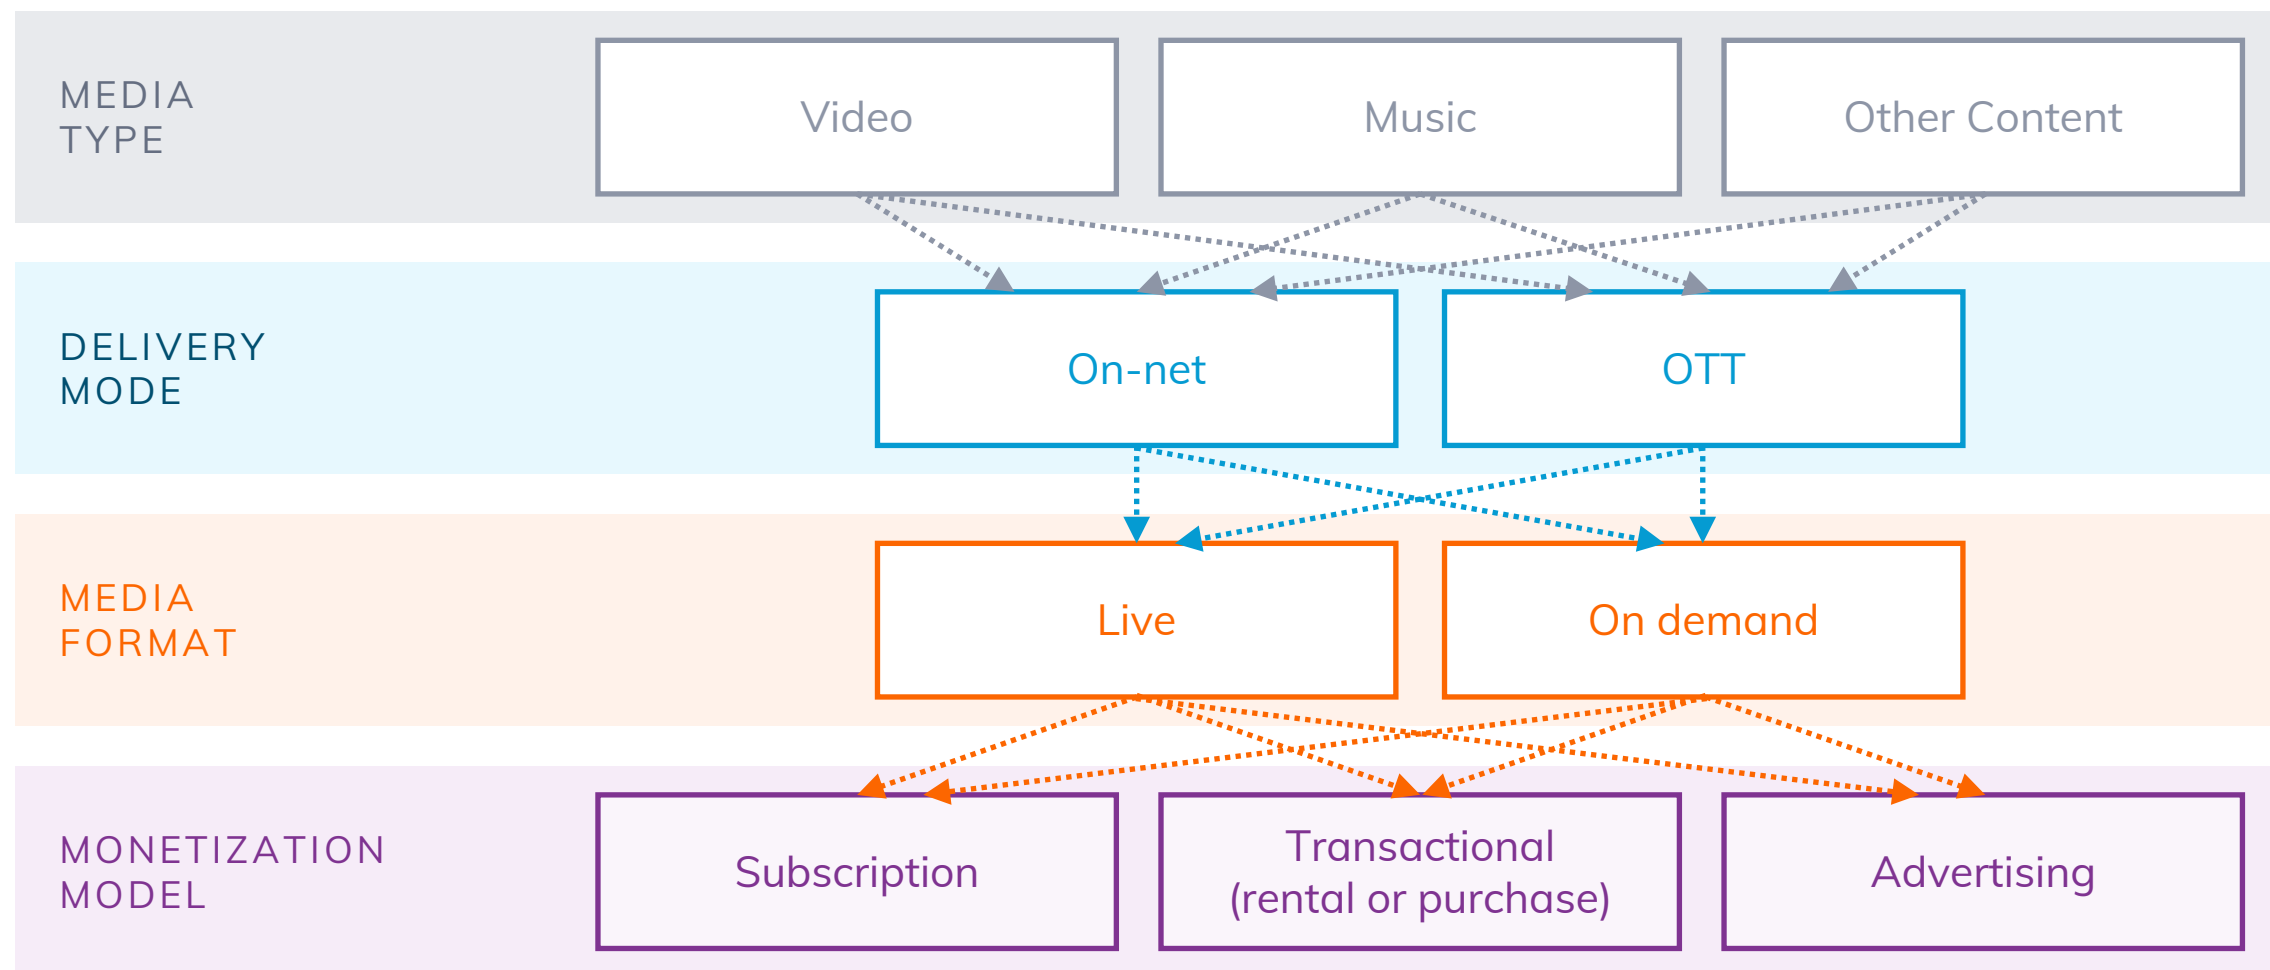 MEDIA
TYPE
Video
Music
Other Content
DELIVERY
MODE
On-net
OTT
MEDIA
FORMAT
Live
On demand
MONETIZATION
MODEL
Subscription
Transactional
(rental or purchase)
Advertising